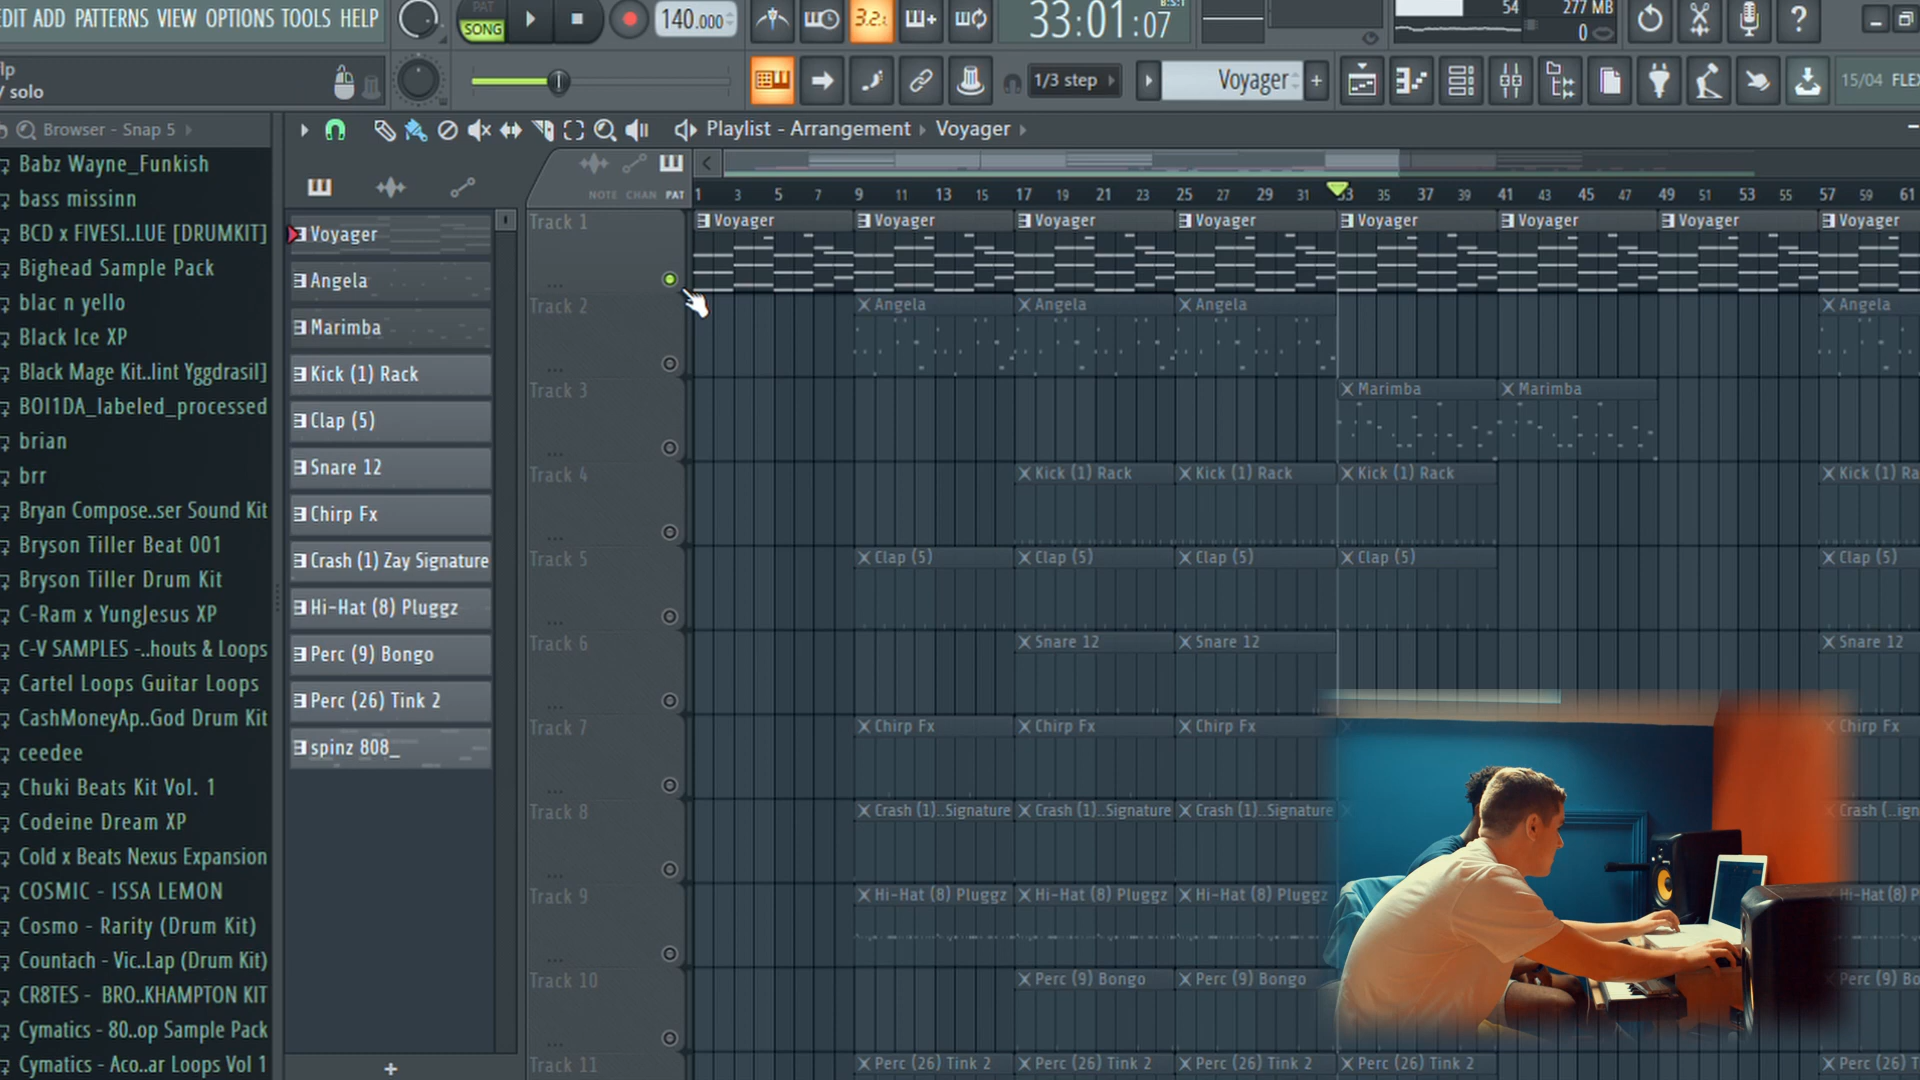 EDIT ADD PATTERNS VIEW OPTIONS TOOLS HELP
PAT
SONG
140.000
3.2.
33:01:07
B:S:T
54
277 MB
0
/ solo
1/3 step
Voyager
15/04 FLEX
Browser - Snap 5
Playlist - Arrangement Voyager
NOTE CHAN PAT
1 3 5 7 9 11 13 15 17 19 21 23 25 27 29 31 33 35 37 39 41 43 45 47 49 51 53 55 57 59 61
Babz Wayne_Funkish
bass missinn
BCD x FIVESI..LUE [DRUMKIT]
Bighead Sample Pack
blac n yello
Black Ice XP
Black Mage Kit..lint Yggdrasil]
BOI1DA_labeled_processed
brian
brr
Bryan Compose..ser Sound Kit
Bryson Tiller Beat 001
Bryson Tiller Drum Kit
C-Ram x YungJesus XP
C-V SAMPLES -..houts & Loops
Cartel Loops Guitar Loops
CashMoneyAp..God Drum Kit
ceedee
Chuki Beats Kit Vol. 1
Codeine Dream XP
Cold x Beats Nexus Expansion
COSMIC - ISSA LEMON
Cosmo - Rarity (Drum Kit)
Countach - Vic..Lap (Drum Kit)
CR8TES - BRO..KHAMPTON KIT
Cymatics - 80..op Sample Pack
Cymatics - Aco..ar Loops Vol 1
Voyager
Angela
Marimba
Kick (1) Rack
Clap (5)
Snare 12
Chirp Fx
Crash (1) Zay Signature
Hi-Hat (8) Pluggz
Perc (9) Bongo
Perc (26) Tink 2
spinz 808_
Track 1
Voyager Voyager Voyager Voyager Voyager Voyager Voyager Voyager
Track 2
Angela Angela Angela Angela
Track 3
Marimba Marimba
Track 4
Kick (1) Rack Kick (1) Rack Kick (1) Rack Kick (1) Ra
Track 5
Clap (5) Clap (5) Clap (5) Clap (5) Clap (5)
Track 6
Snare 12 Snare 12 Snare 12
Track 7
Chirp Fx Chirp Fx Chirp Fx Chirp Fx
Track 8
Crash (1)..Signature Crash (1)..Signature Crash (1)..Signature Crash (..ign
Track 9
Hi-Hat (8) Pluggz Hi-Hat (8) Pluggz Hi-Hat (8) Pluggz Hi-Hat (8) P
Track 10
Perc (9) Bongo Perc (9) Bongo Perc (9) Bo
Track 11
Perc (26) Tink 2 Perc (26) Tink 2 Perc (26) Tink 2 Perc (26) Tink 2 Perc (26)